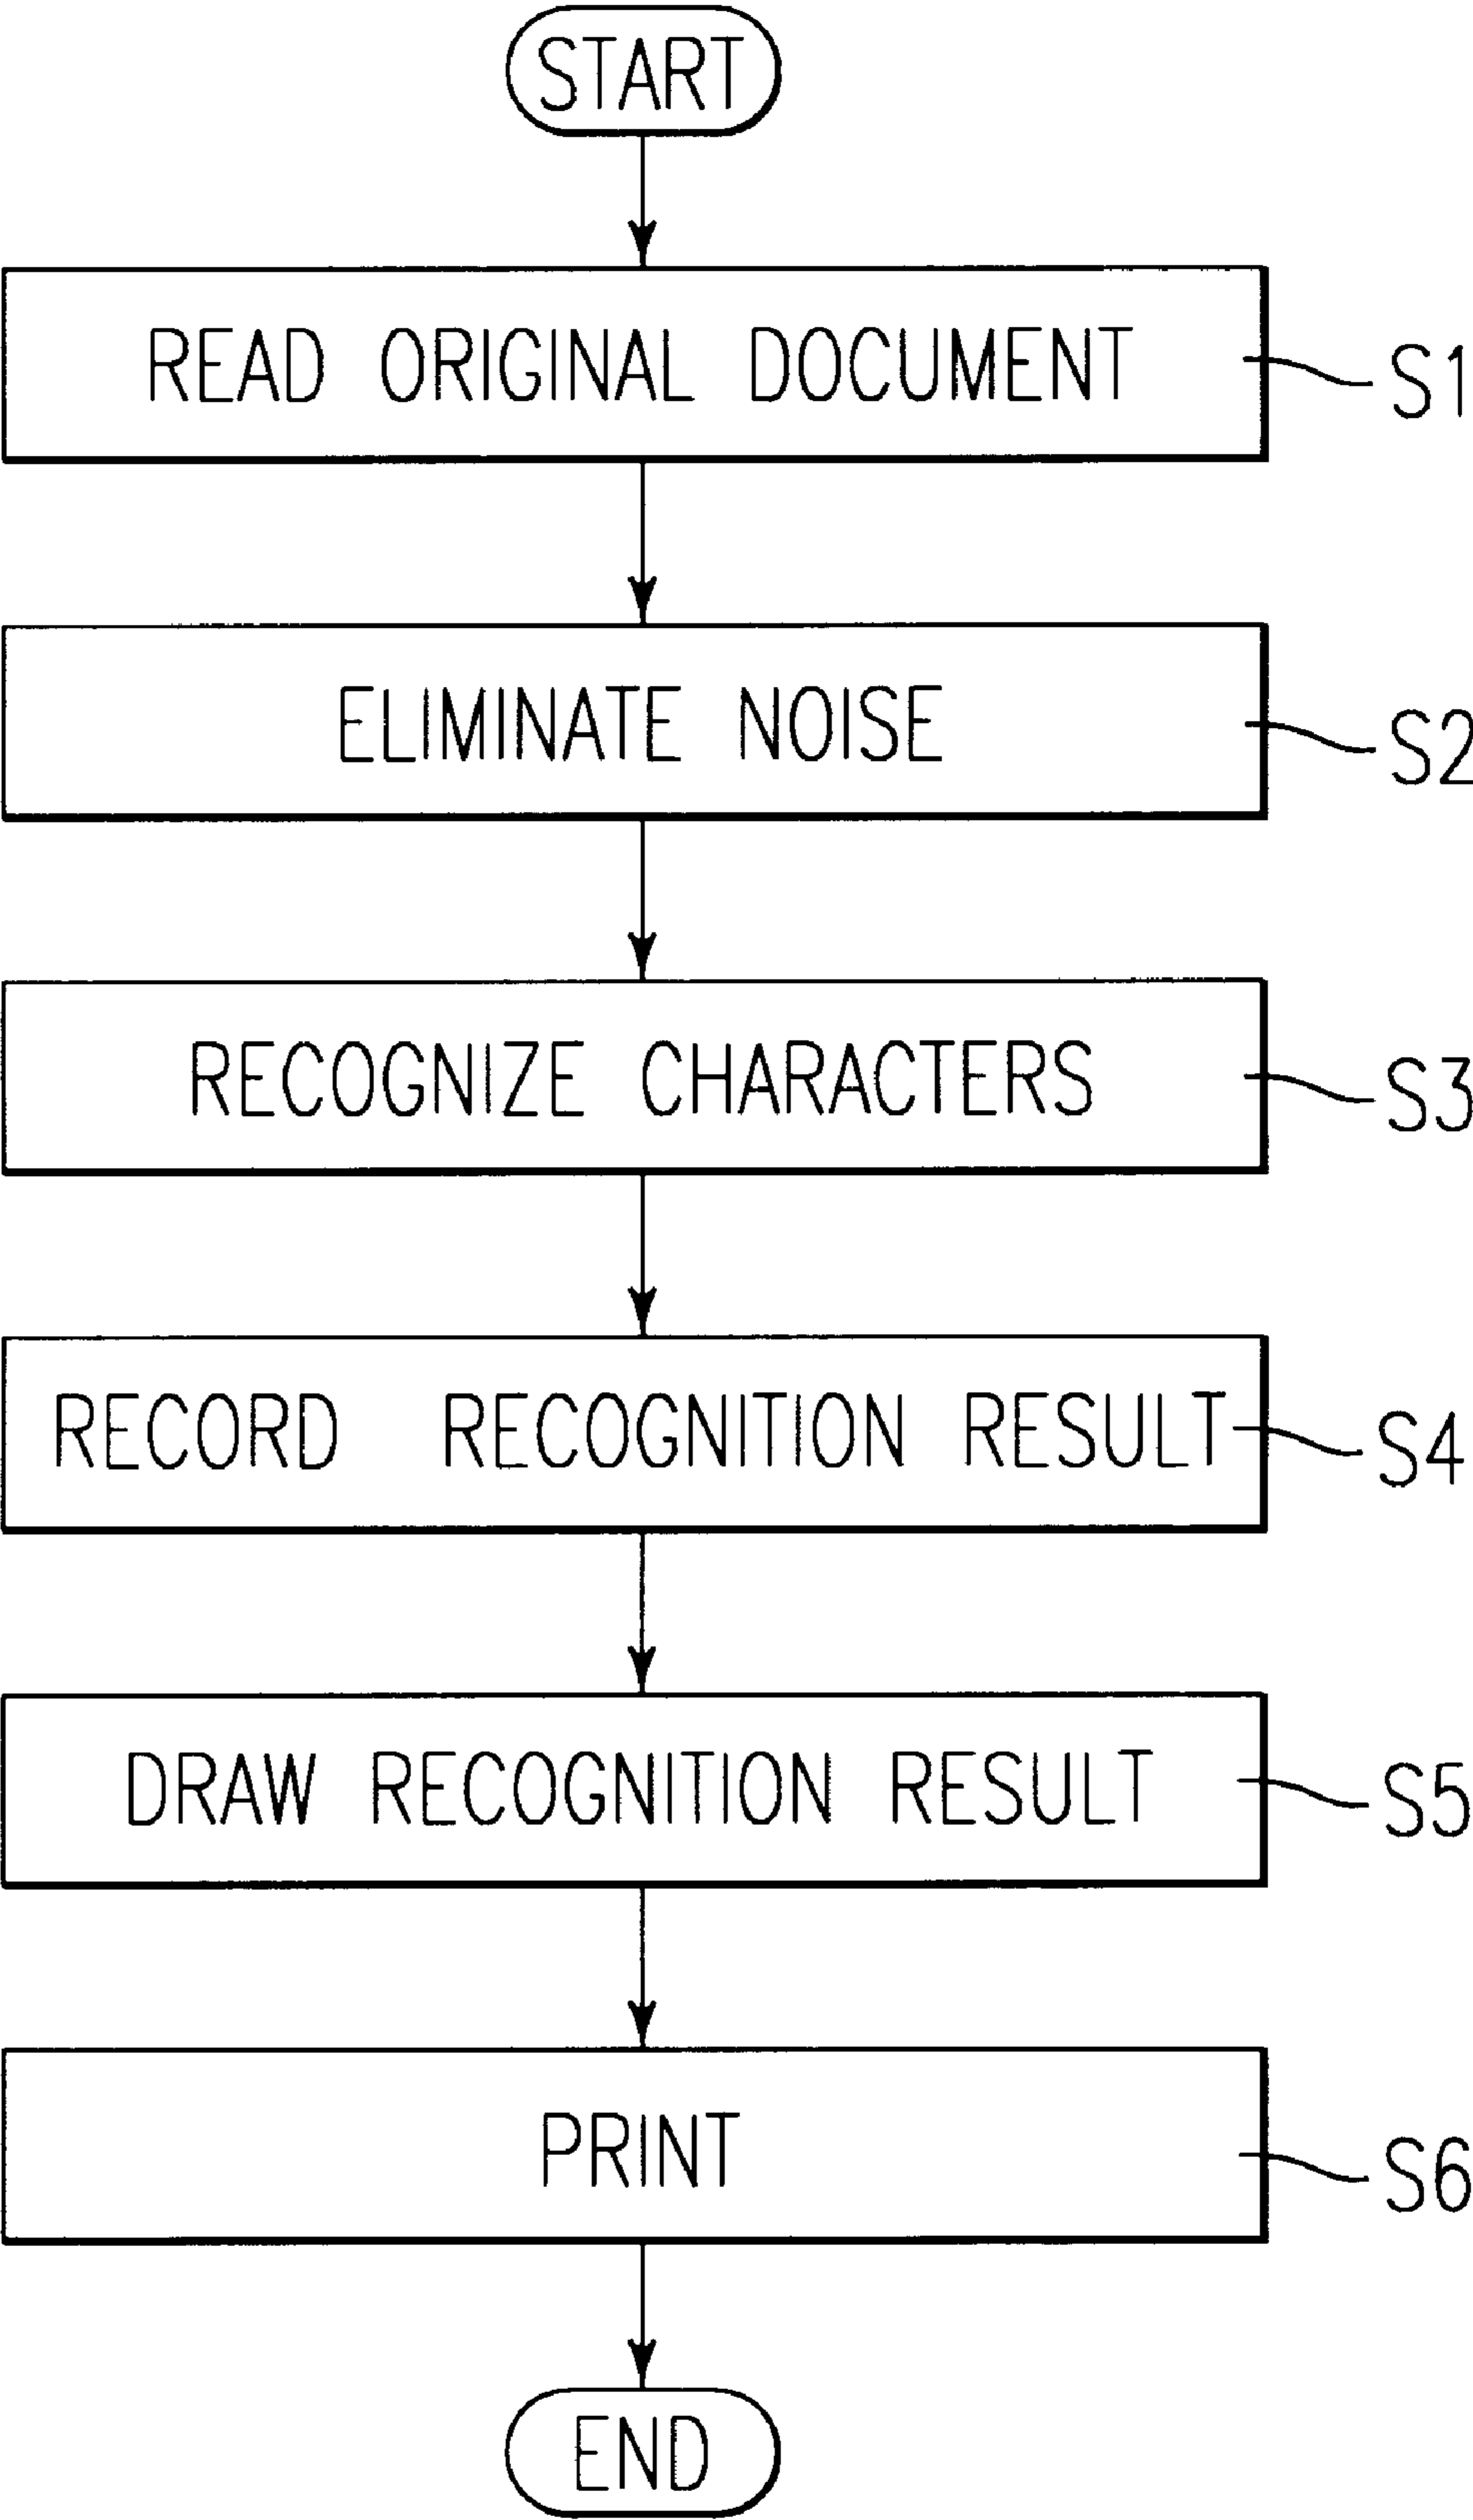 START
READ ORIGINAL DOCUMENT
S1
ELIMINATE NOISE
S2
RECOGNIZE CHARACTERS
S3
RECORD RECOGNITION RESULT
S4
DRAW RECOGNITION RESULT
S5
PRINT
S6
END